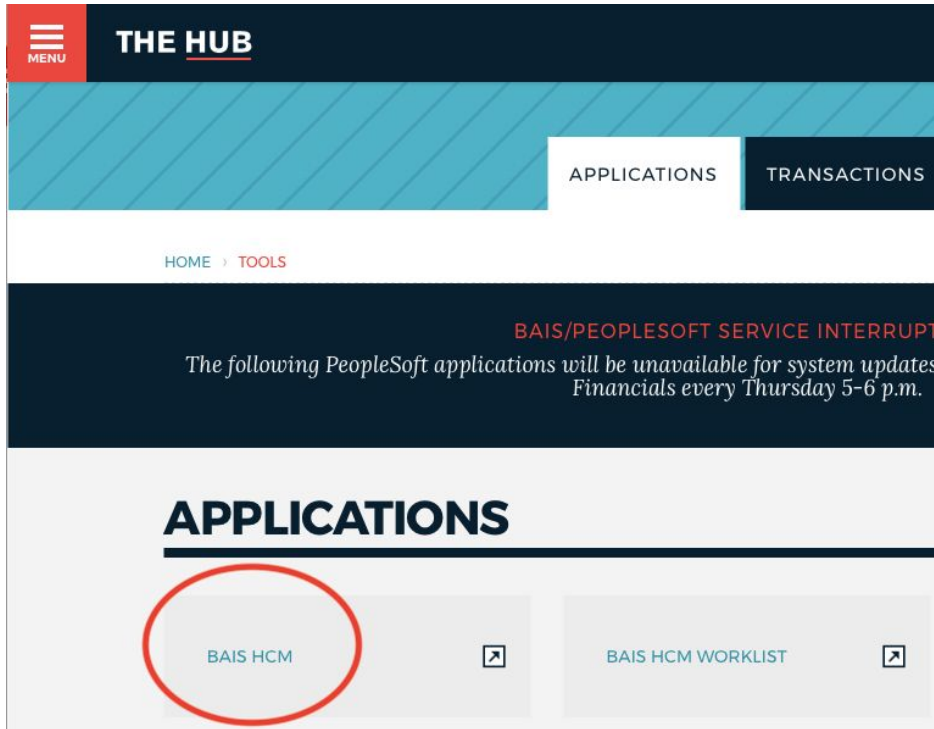 MENU
THE HUB
APPLICATIONS
TRANSACTIONS
HOME › TOOLS
BAIS/PEOPLESOFT SERVICE INTERRUPT
The following PeopleSoft applications will be unavailable for system updates
Financials every Thursday 5-6 p.m.
APPLICATIONS
BAIS HCM
BAIS HCM WORKLIST